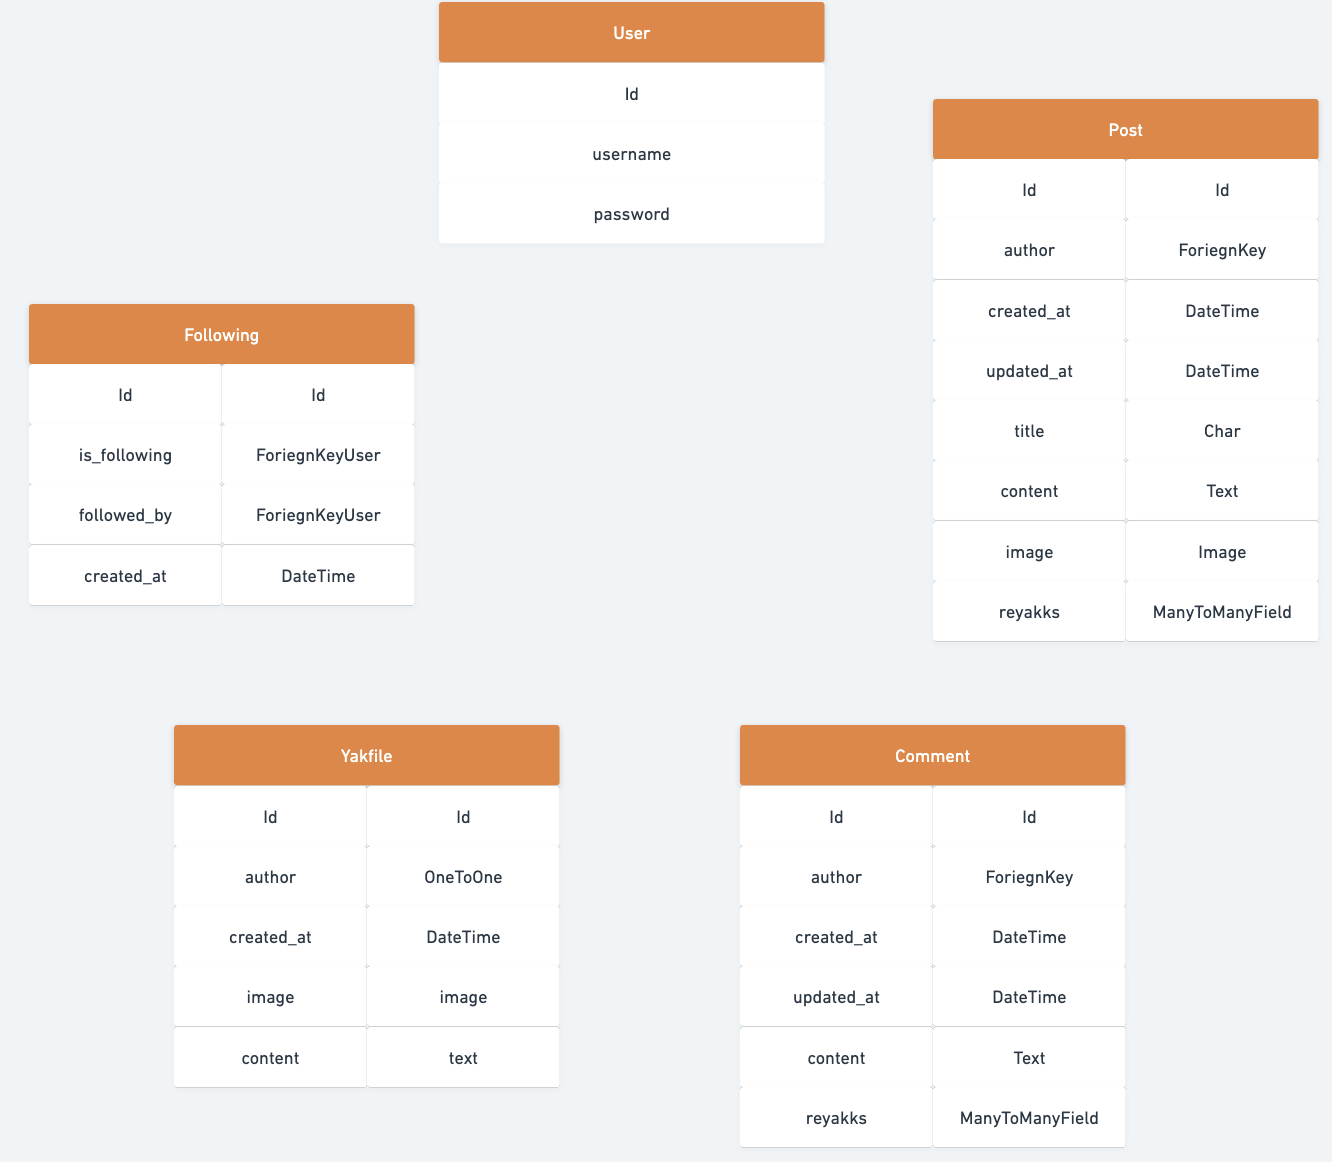 User
Id
username
password
Post
Id Id
author ForiegnKey
created_at DateTime
updated_at DateTime
title Char
content Text
image Image
reyakks ManyToManyField
Following
Id Id
is_following ForiegnKeyUser
followed_by ForiegnKeyUser
created_at DateTime
Yakfile
Id Id
author OneToOne
created_at DateTime
image image
content text
Comment
Id Id
author ForiegnKey
created_at DateTime
updated_at DateTime
content Text
reyakks ManyToManyField